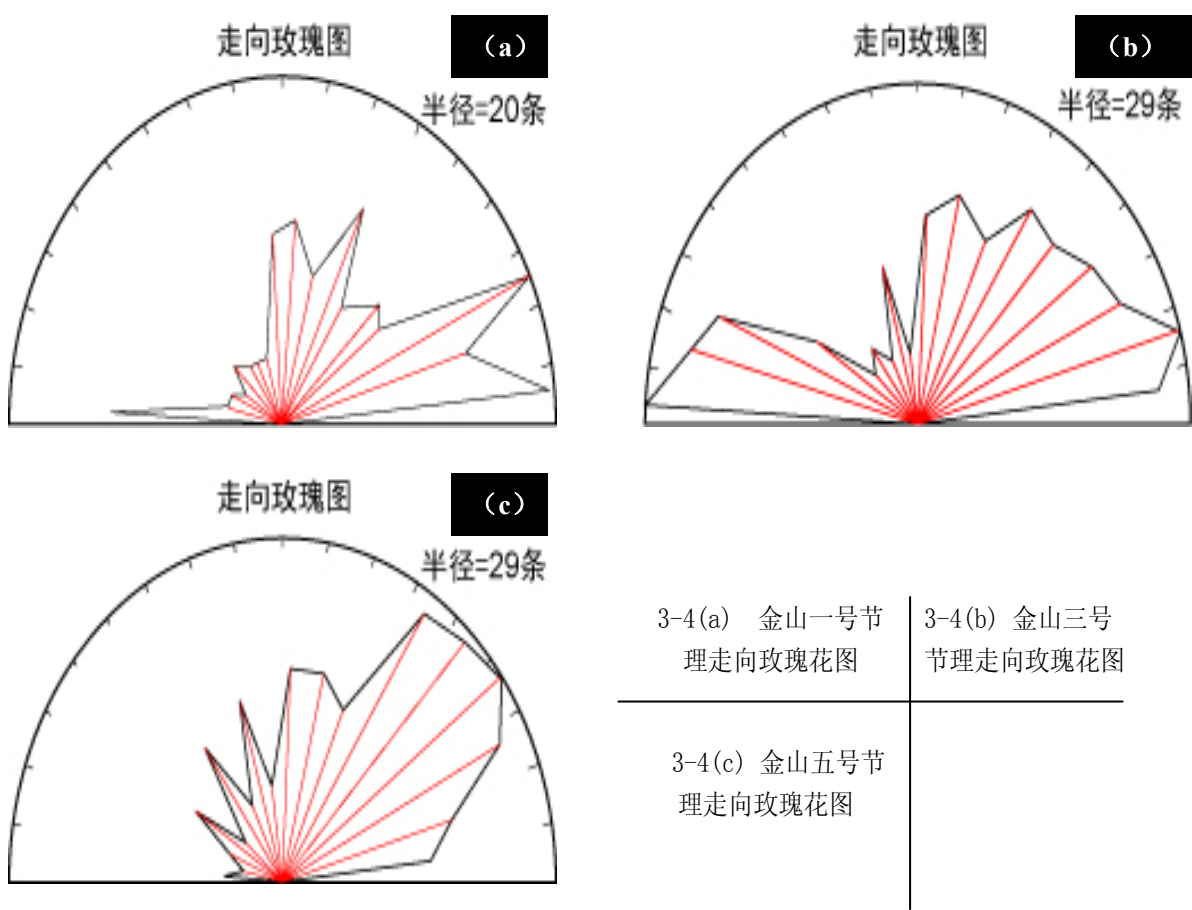 走向玫瑰图
（a）
半径=20条
走向玫瑰图
（b）
半径=29条
走向玫瑰图
（c）
半径=29条
3-4(a) 金山一号节
理走向玫瑰花图
3-4(b) 金山三号
节理走向玫瑰花图
3-4(c) 金山五号节
理走向玫瑰花图